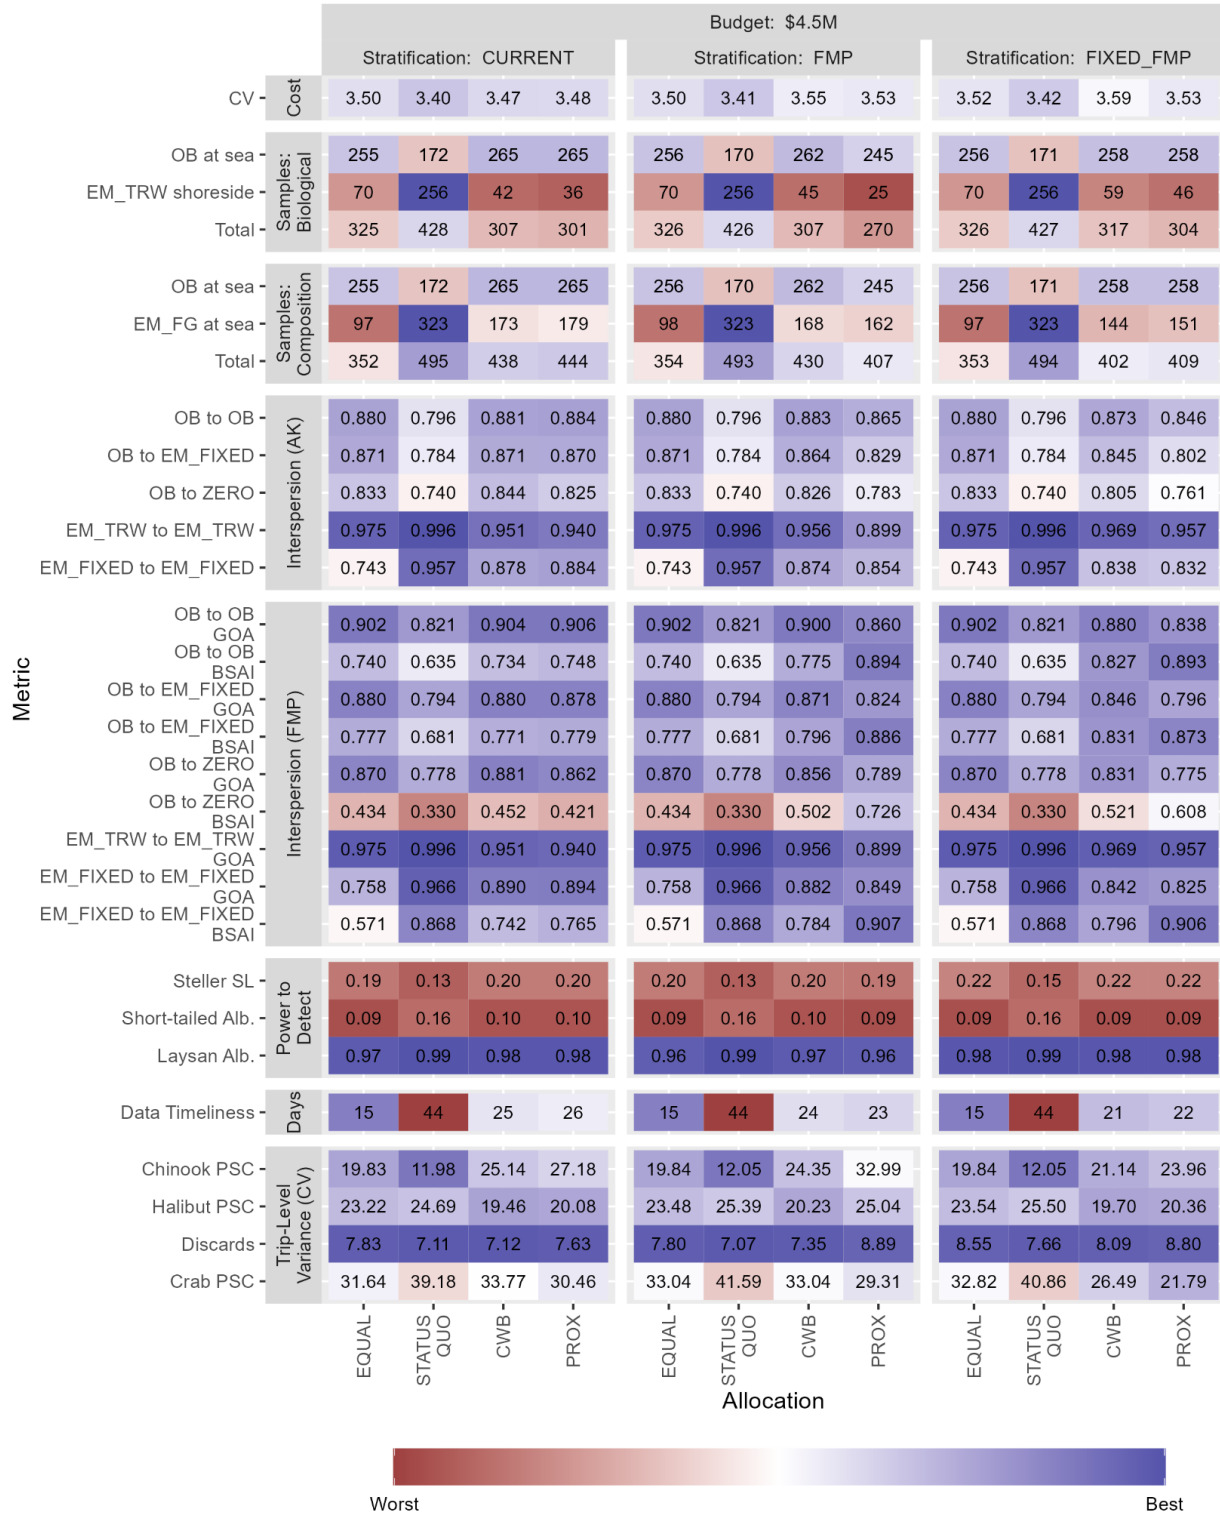 Budget: $4.5M
Stratification: CURRENT Stratification: FMP Stratification: FIXED_FMP
Cost
CV 3.50 3.40 3.47 3.48 3.50 3.41 3.55 3.53 3.52 3.42 3.59 3.53
Samples:
Biological
OB at sea 255 172 265 265 256 170 262 245 256 171 258 258
EM_TRW shoreside 70 256 42 36 70 256 45 25 70 256 59 46
Total 325 428 307 301 326 426 307 270 326 427 317 304
Samples:
Composition
OB at sea 255 172 265 265 256 170 262 245 256 171 258 258
EM_FG at sea 97 323 173 179 98 323 168 162 97 323 144 151
Total 352 495 438 444 354 493 430 407 353 494 402 409
Interspersion (AK)
OB to OB 0.880 0.796 0.881 0.884 0.880 0.796 0.883 0.865 0.880 0.796 0.873 0.846
OB to EM_FIXED 0.871 0.784 0.871 0.870 0.871 0.784 0.864 0.829 0.871 0.784 0.845 0.802
OB to ZERO 0.833 0.740 0.844 0.825 0.833 0.740 0.826 0.783 0.833 0.740 0.805 0.761
EM_TRW to EM_TRW 0.975 0.996 0.951 0.940 0.975 0.996 0.956 0.899 0.975 0.996 0.969 0.957
EM_FIXED to EM_FIXED 0.743 0.957 0.878 0.884 0.743 0.957 0.874 0.854 0.743 0.957 0.838 0.832
Metric
Interspersion (FMP)
OB to OB
GOA 0.902 0.821 0.904 0.906 0.902 0.821 0.900 0.860 0.902 0.821 0.880 0.838
OB to OB
BSAI 0.740 0.635 0.734 0.748 0.740 0.635 0.775 0.894 0.740 0.635 0.827 0.893
OB to EM_FIXED
GOA 0.880 0.794 0.880 0.878 0.880 0.794 0.871 0.824 0.880 0.794 0.846 0.796
OB to EM_FIXED
BSAI 0.777 0.681 0.771 0.779 0.777 0.681 0.796 0.886 0.777 0.681 0.831 0.873
OB to ZERO
GOA 0.870 0.778 0.881 0.862 0.870 0.778 0.856 0.789 0.870 0.778 0.831 0.775
OB to ZERO
BSAI 0.434 0.330 0.452 0.421 0.434 0.330 0.502 0.726 0.434 0.330 0.521 0.608
EM_TRW to EM_TRW
GOA 0.975 0.996 0.951 0.940 0.975 0.996 0.956 0.899 0.975 0.996 0.969 0.957
EM_FIXED to EM_FIXED
GOA 0.758 0.966 0.890 0.894 0.758 0.966 0.882 0.849 0.758 0.966 0.842 0.825
EM_FIXED to EM_FIXED
BSAI 0.571 0.868 0.742 0.765 0.571 0.868 0.784 0.907 0.571 0.868 0.796 0.906
Power to
Detect
Steller SL 0.19 0.13 0.20 0.20 0.20 0.13 0.20 0.19 0.22 0.15 0.22 0.22
Short-tailed Alb. 0.09 0.16 0.10 0.10 0.09 0.16 0.10 0.09 0.09 0.16 0.09 0.09
Laysan Alb. 0.97 0.99 0.98 0.98 0.96 0.99 0.97 0.96 0.98 0.99 0.98 0.98
Days
Data Timeliness 15 44 25 26 15 44 24 23 15 44 21 22
Trip-Level
Variance (CV)
Chinook PSC 19.83 11.98 25.14 27.18 19.84 12.05 24.35 32.99 19.84 12.05 21.14 23.96
Halibut PSC 23.22 24.69 19.46 20.08 23.48 25.39 20.23 25.04 23.54 25.50 19.70 20.36
Discards 7.83 7.11 7.12 7.63 7.80 7.07 7.35 8.89 8.55 7.66 8.09 8.80
Crab PSC 31.64 39.18 33.77 30.46 33.04 41.59 33.04 29.31 32.82 40.86 26.49 21.79
EQUAL STATUS QUO CWB PROX EQUAL STATUS QUO CWB PROX EQUAL STATUS QUO CWB PROX
Allocation
Worst Best